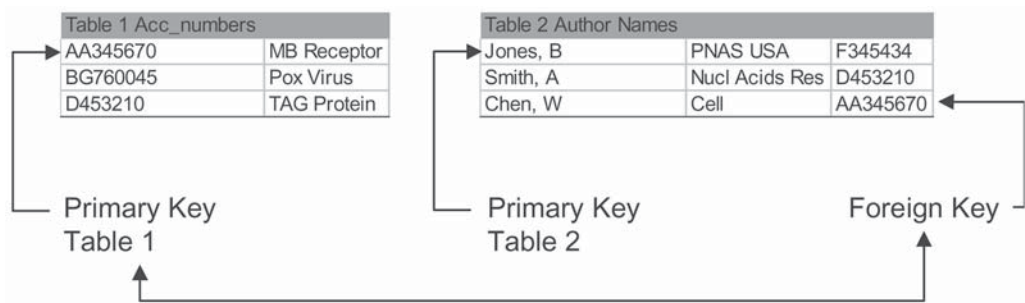 Table 1 Acc_numbers
AA345670 MB Receptor
BG760045 Pox Virus
D453210 TAG Protein
Table 2 Author Names
Jones, B PNAS USA F345434
Smith, A Nucl Acids Res D453210
Chen, W Cell AA345670
Primary Key
Table 1
Primary Key
Table 2
Foreign Key